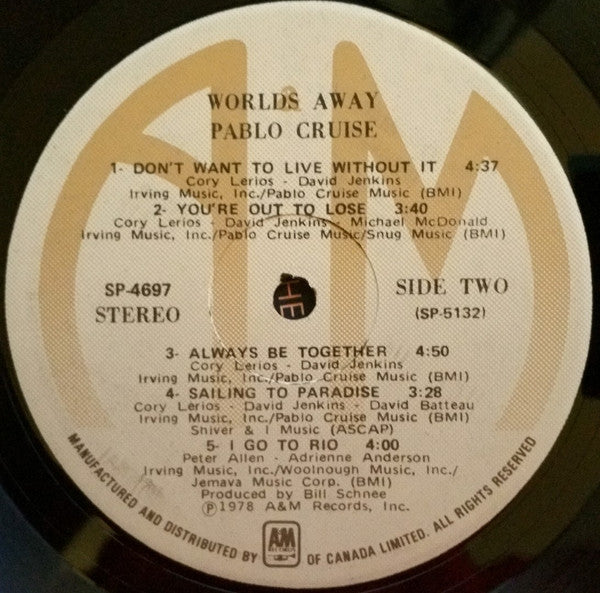 WORLDS AWAY
PABLO CRUISE
1- DON'T WANT TO LIVE WITHOUT IT 4:37
Cory Lerios - David Jenkins
Irving Music, Inc./Pablo Cruise Music (BMI)
2- YOU'RE OUT TO LOSE 3:40
Cory Lerios - David Jenkins - Michael McDonald
Irving Music, Inc./Pablo Cruise Music/Snug Music (BMI)
SP-4697
STEREO
SIDE TWO
(SP-5132)
3- ALWAYS BE TOGETHER 4:50
Cory Lerios - David Jenkins
Irving Music, Inc./Pablo Cruise Music (BMI)
4- SAILING TO PARADISE 3:28
Cory Lerios - David Jenkins - David Batteau
Irving Music, Inc./Pablo Cruise Music (BMI)
Shiver & I Music (ASCAP)
5- I GO TO RIO 4:00
Peter Allen - Adrienne Anderson
Irving Music, Inc./Woolnough Music, Inc./
Jemava Music Corp. (BMI)
Produced by Bill Schnee
Ⓟ1978 A&M Records, Inc.
MANUFACTURED AND DISTRIBUTED BY A&M RECORDS OF CANADA LIMITED. ALL RIGHTS RESERVED
A&M
HE